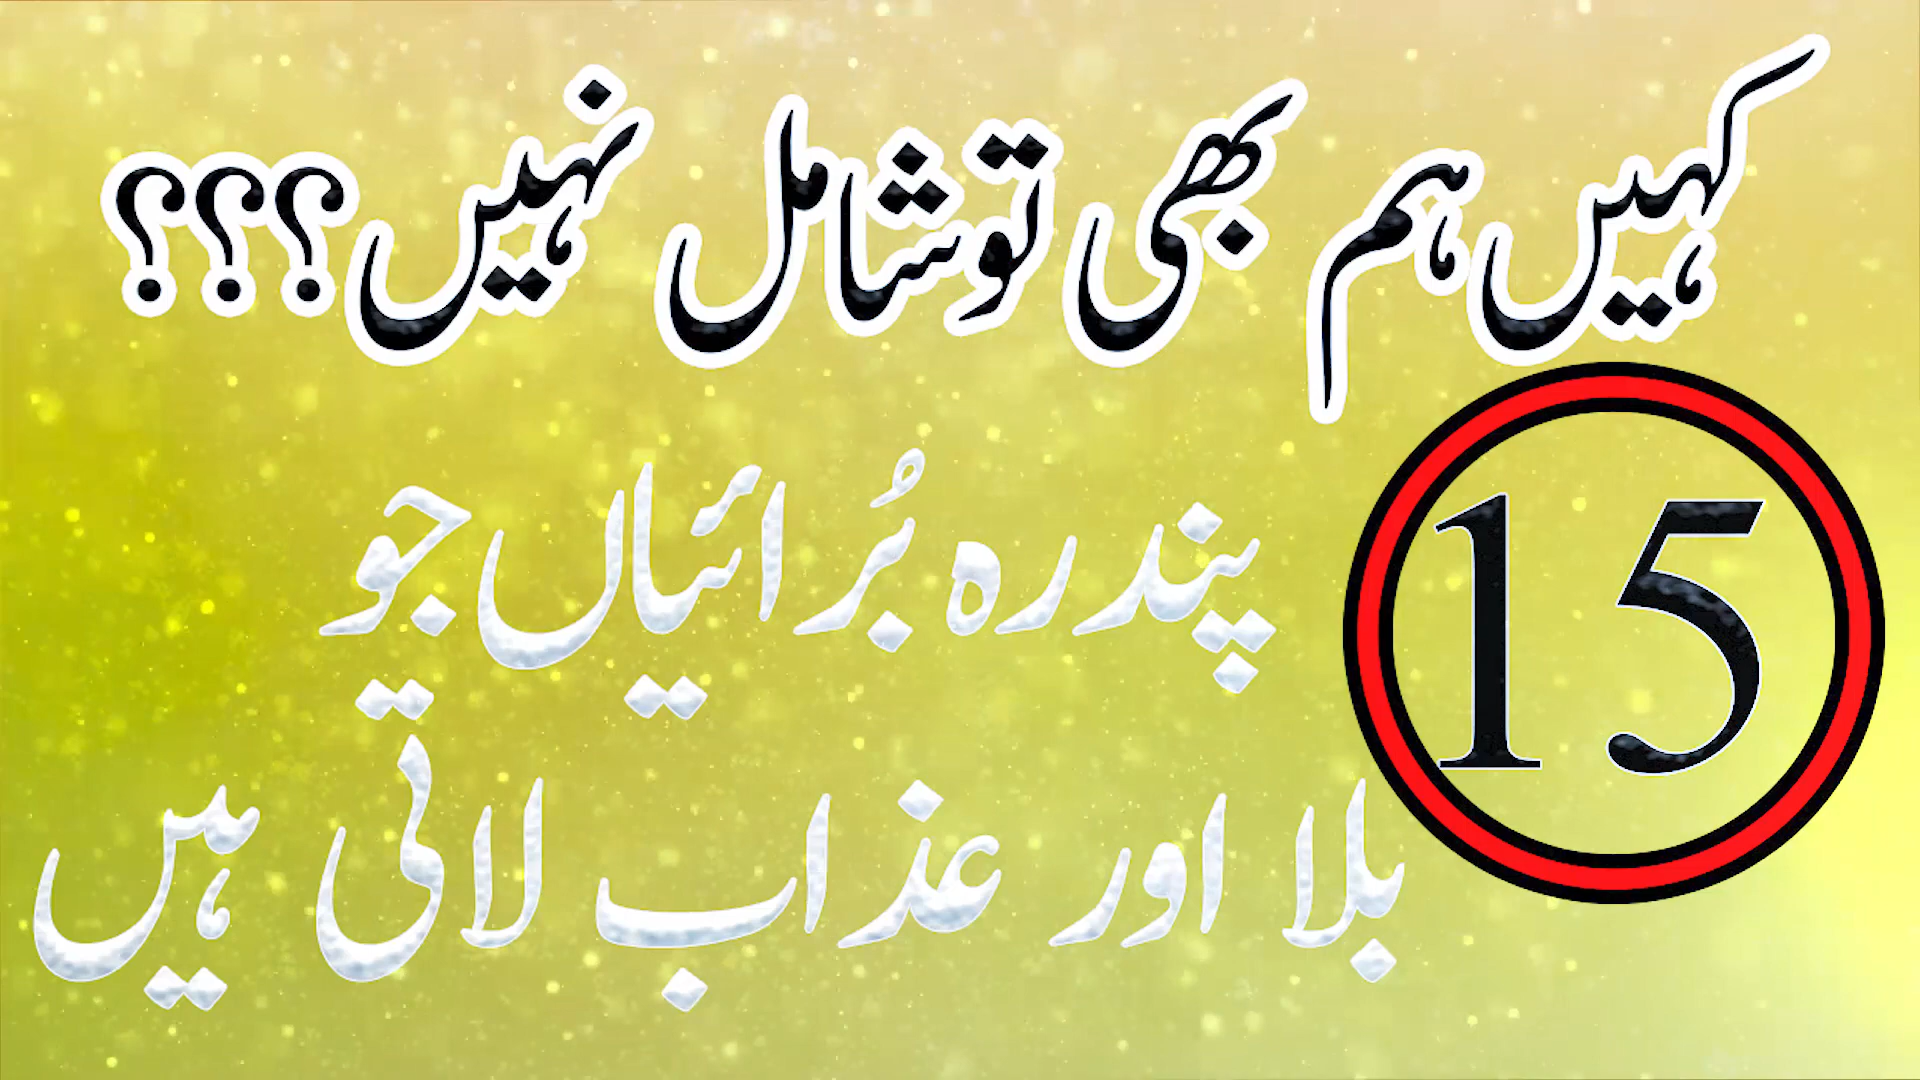 کہیں ہم بھی تو شامل نہیں؟؟؟
15
پندرہ بُرائیاں جو
بلا اور عذاب لاتی ہیں